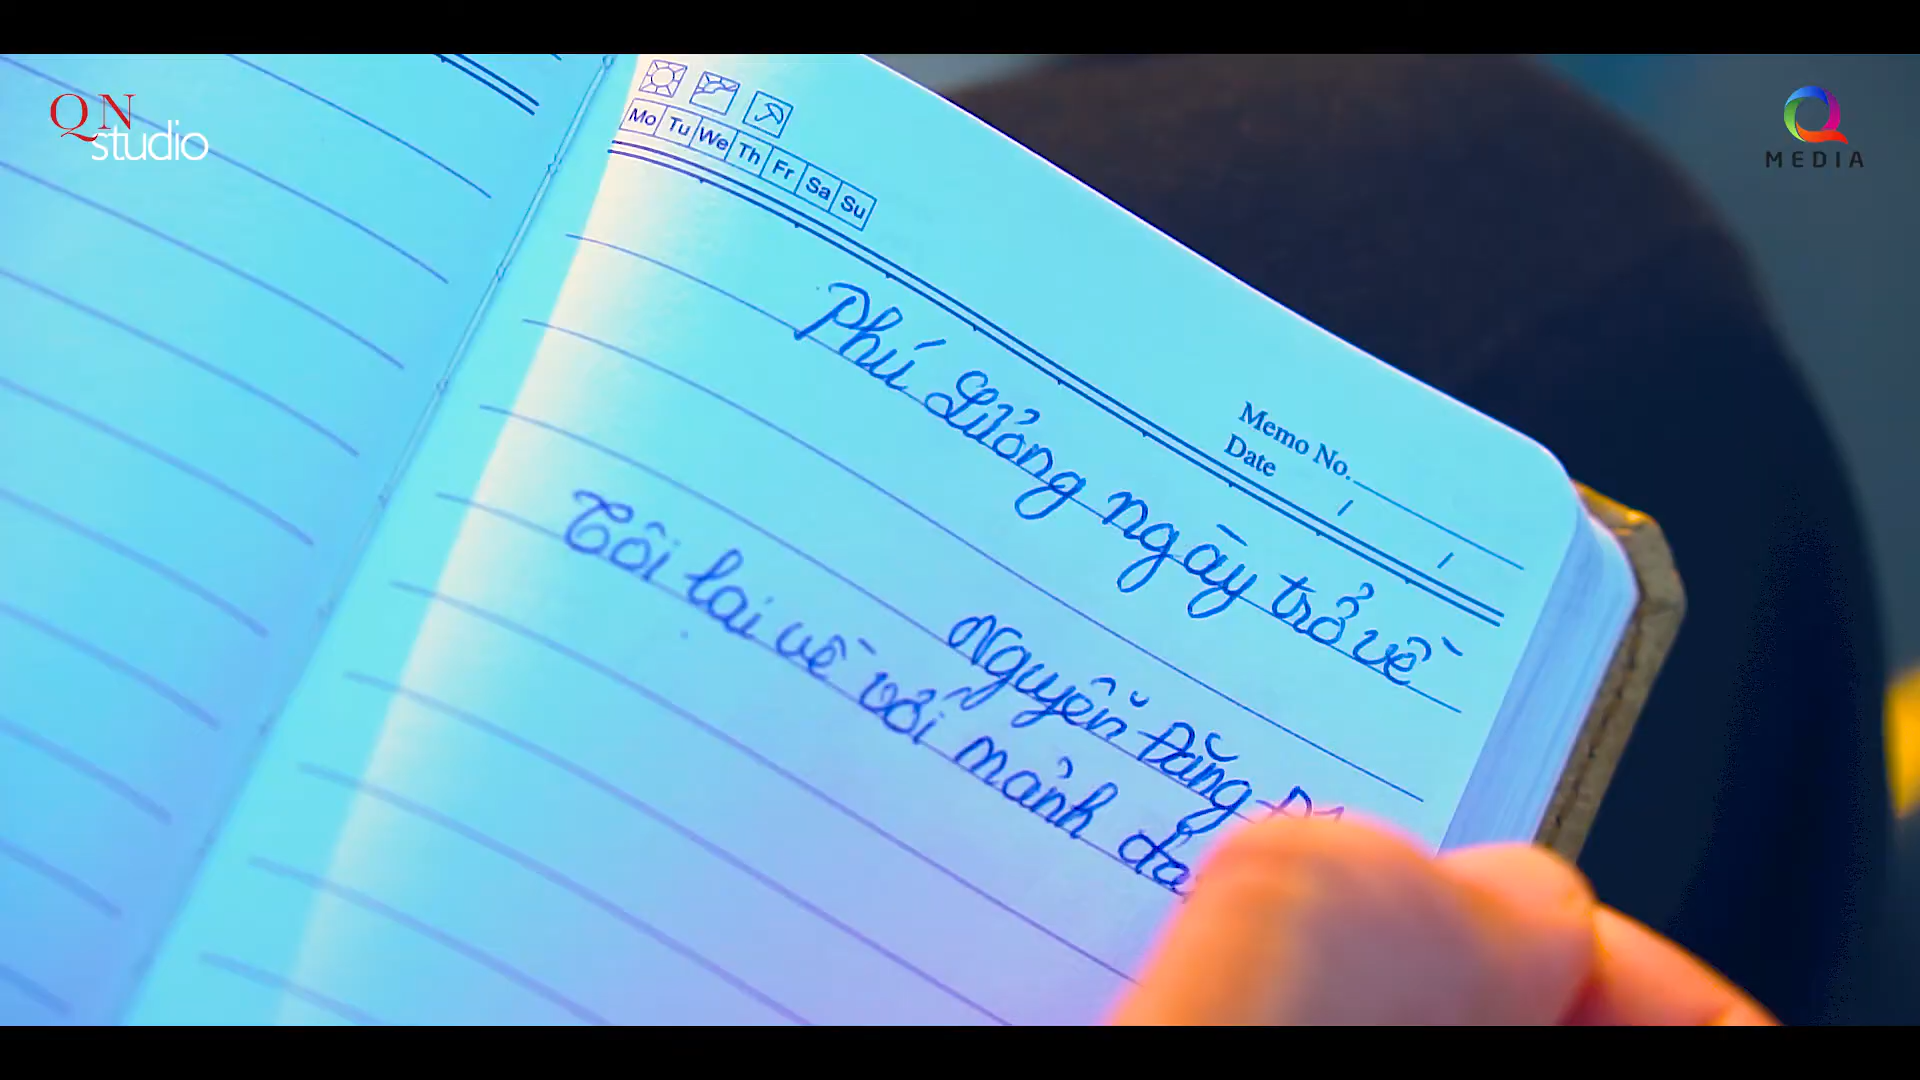 QN
studio
MEDIA
Mo Tu We Th Fr Sa Su
Memo No.
Date / /
Phú Lương ngày trở về
Nguyễn Đăng
Tôi lại về với mảnh